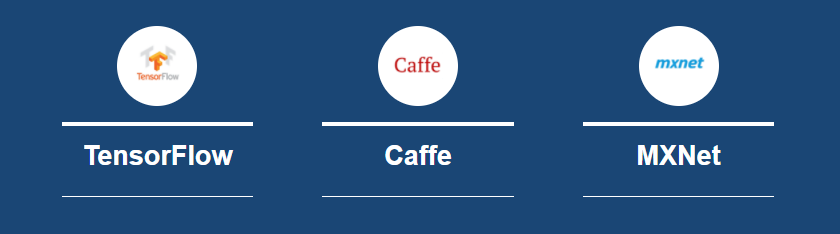 TensorFlow
Caffe
mxnet
TensorFlow
Caffe
MXNet